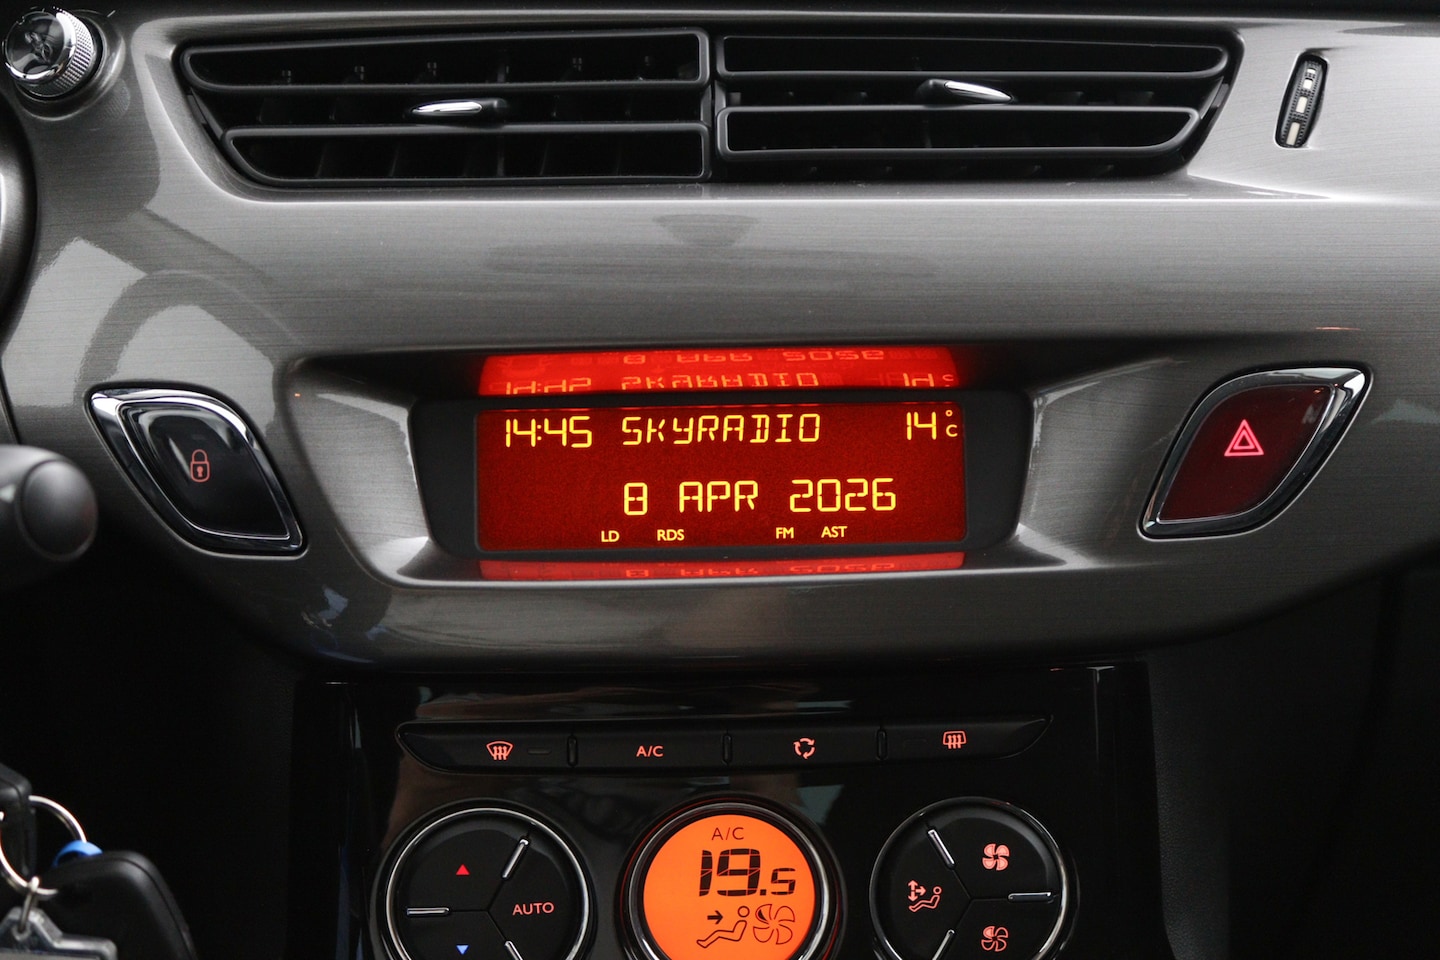 14:45 SKYRADIO 14°C
8 APR 2026
LD RDS FM AST
A/C
A/C
19.5
AUTO